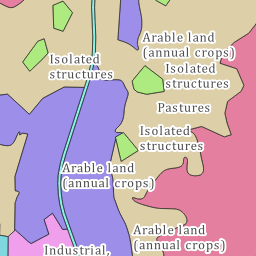 Arable land
(annual crops)
Isolated
structures
Isolated
structures
Pastures
Isolated
structures
Arable land
(annual crops)
Arable land
(annual crops)
Industrial,